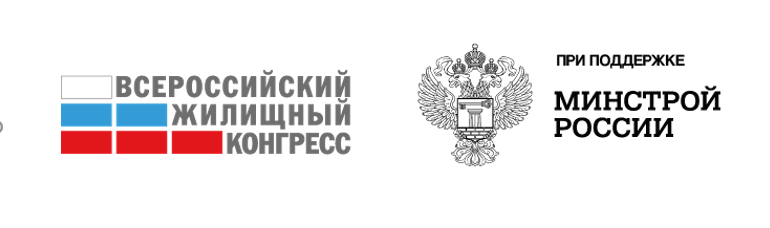 ВСЕРОССИЙСКИЙ
ЖИЛИЩНЫЙ
КОНГРЕСС
ПРИ ПОДДЕРЖКЕ
МИНСТРОЙ
РОССИИ